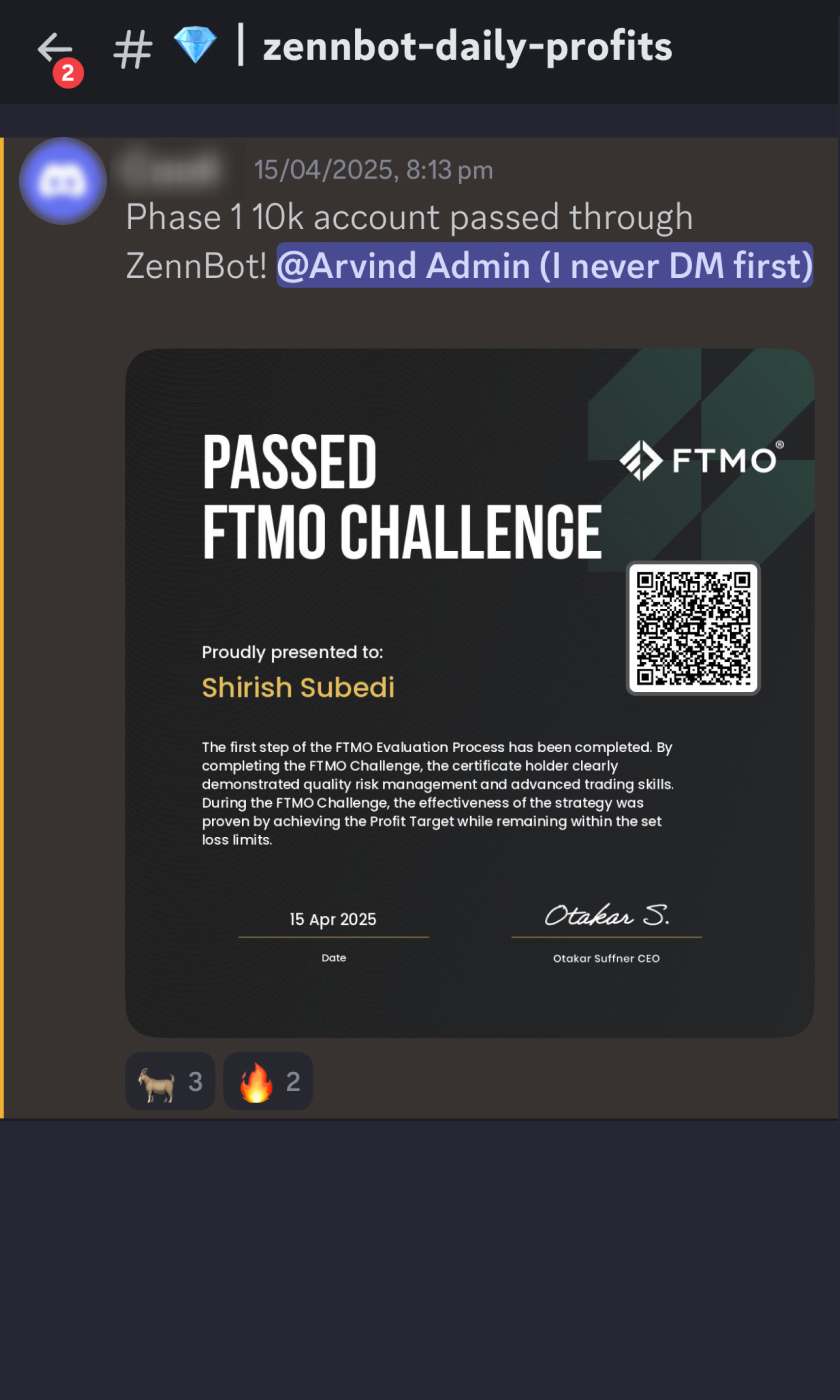 2
# 💎 | zennbot-daily-profits
15/04/2025, 8:13 pm
Phase 1 10k account passed through
ZennBot! @Arvind Admin (I never DM first)
PASSED
FTMO CHALLENGE
FTMO®
Proudly presented to:
Shirish Subedi
The first step of the FTMO Evaluation Process has been completed. By
completing the FTMO Challenge, the certificate holder clearly
demonstrated quality risk management and advanced trading skills.
During the FTMO Challenge, the effectiveness of the strategy was
proven by achieving the Profit Target while remaining within the set
loss limits.
15 Apr 2025
Date
Otakar S.
Otakar Suffner CEO
🐐 3 🔥 2